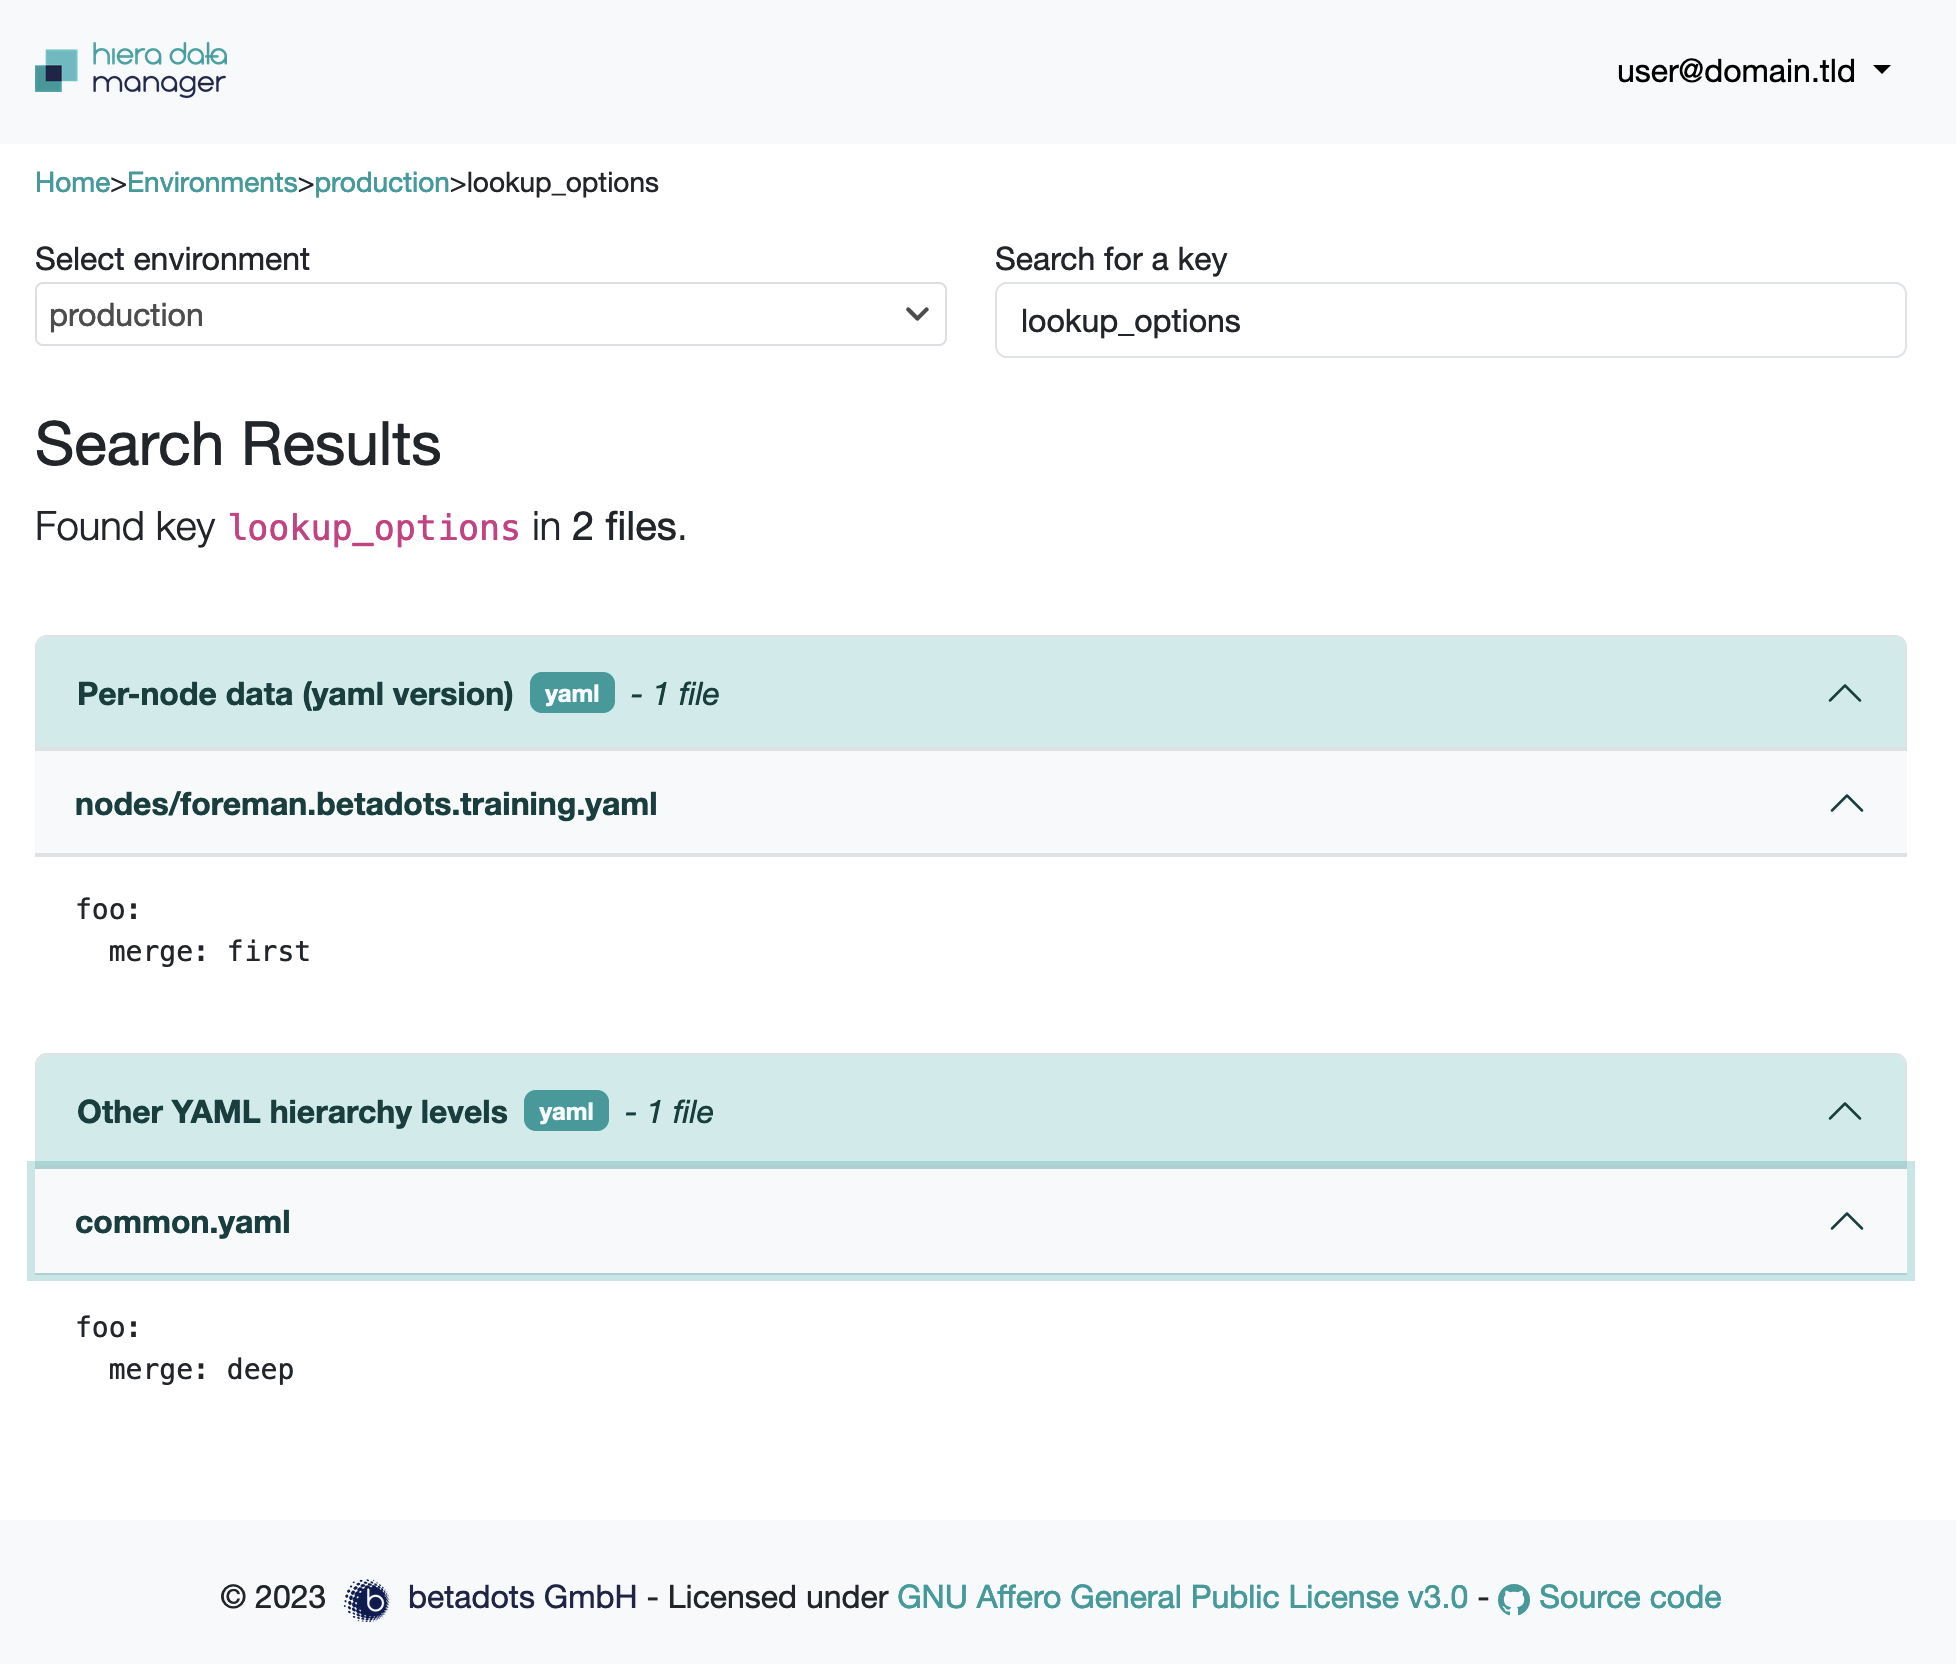 hiera data
manager
user@domain.tld
Home>Environments>production>lookup_options
Select environment
production
Search for a key
lookup_options
Search Results
Found key lookup_options in 2 files.
Per-node data (yaml version) yaml - 1 file
nodes/foreman.betadots.training.yaml
foo:
  merge: first
Other YAML hierarchy levels yaml - 1 file
common.yaml
foo:
  merge: deep
© 2023 b betadots GmbH - Licensed under GNU Affero General Public License v3.0 - Source code